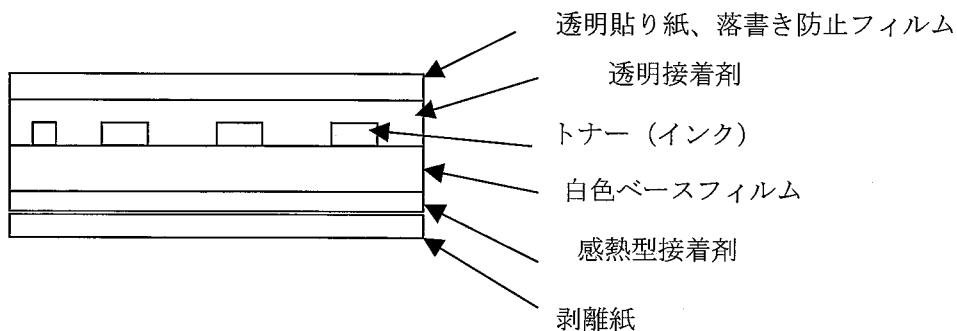 透明貼り紙、落書き防止フィルム
透明接着剤
トナー（インク）
白色ベースフィルム
感熱型接着剤
剥離紙